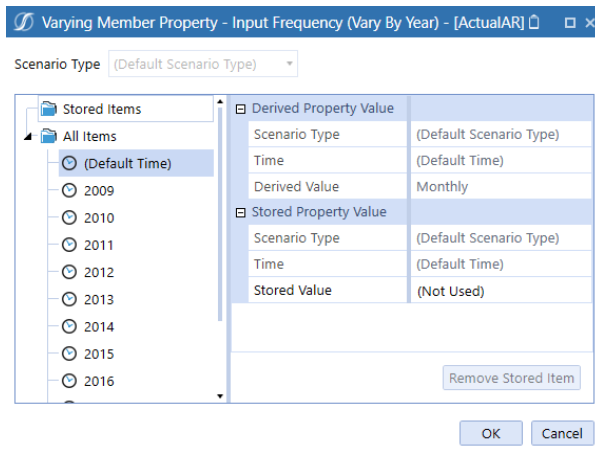 Varying Member Property - Input Frequency (Vary By Year) - [ActualAR]
Scenario Type (Default Scenario Type)
Stored Items
All Items
(Default Time)
2009
2010
2011
2012
2013
2014
2015
2016
Derived Property Value
Scenario Type (Default Scenario Type)
Time (Default Time)
Derived Value Monthly
Stored Property Value
Scenario Type (Default Scenario Type)
Time (Default Time)
Stored Value (Not Used)
Remove Stored Item
OK Cancel